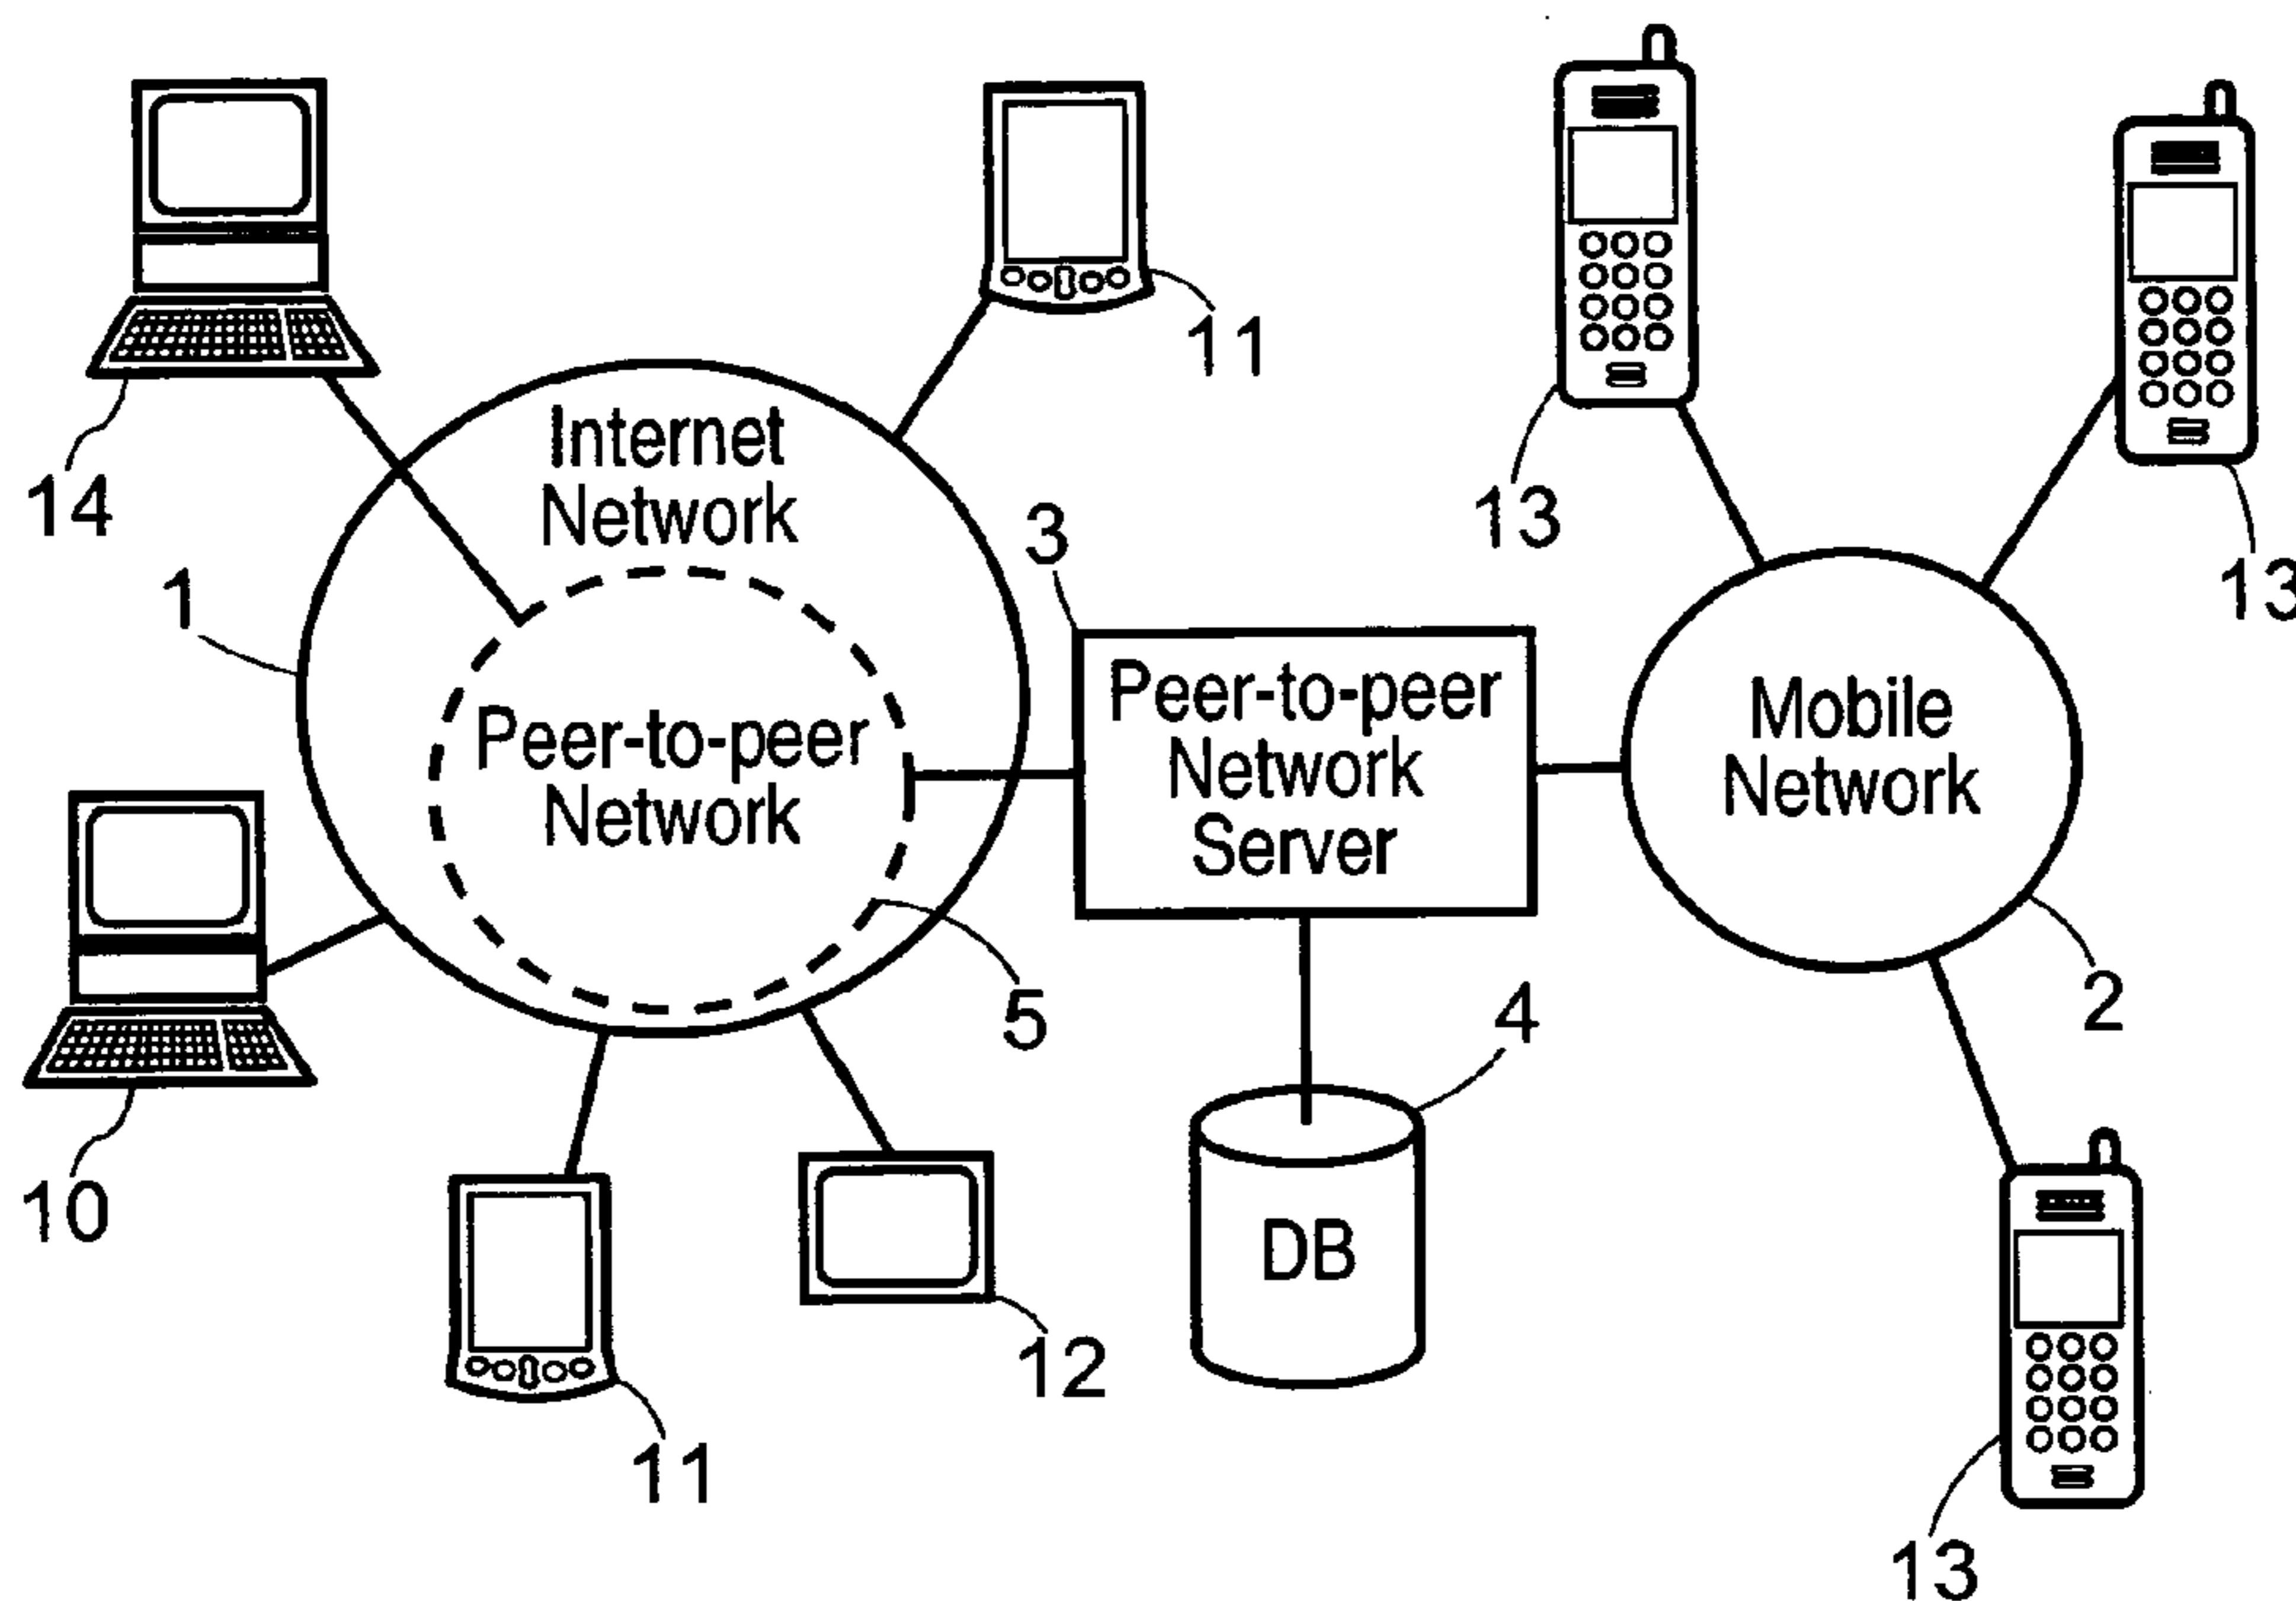 14
11
13
13
Internet
Network
1
3
Peer-to-peer
Network
Peer-to-peer
Network
Server
Mobile
Network
5
4
2
10
DB
12
11
13